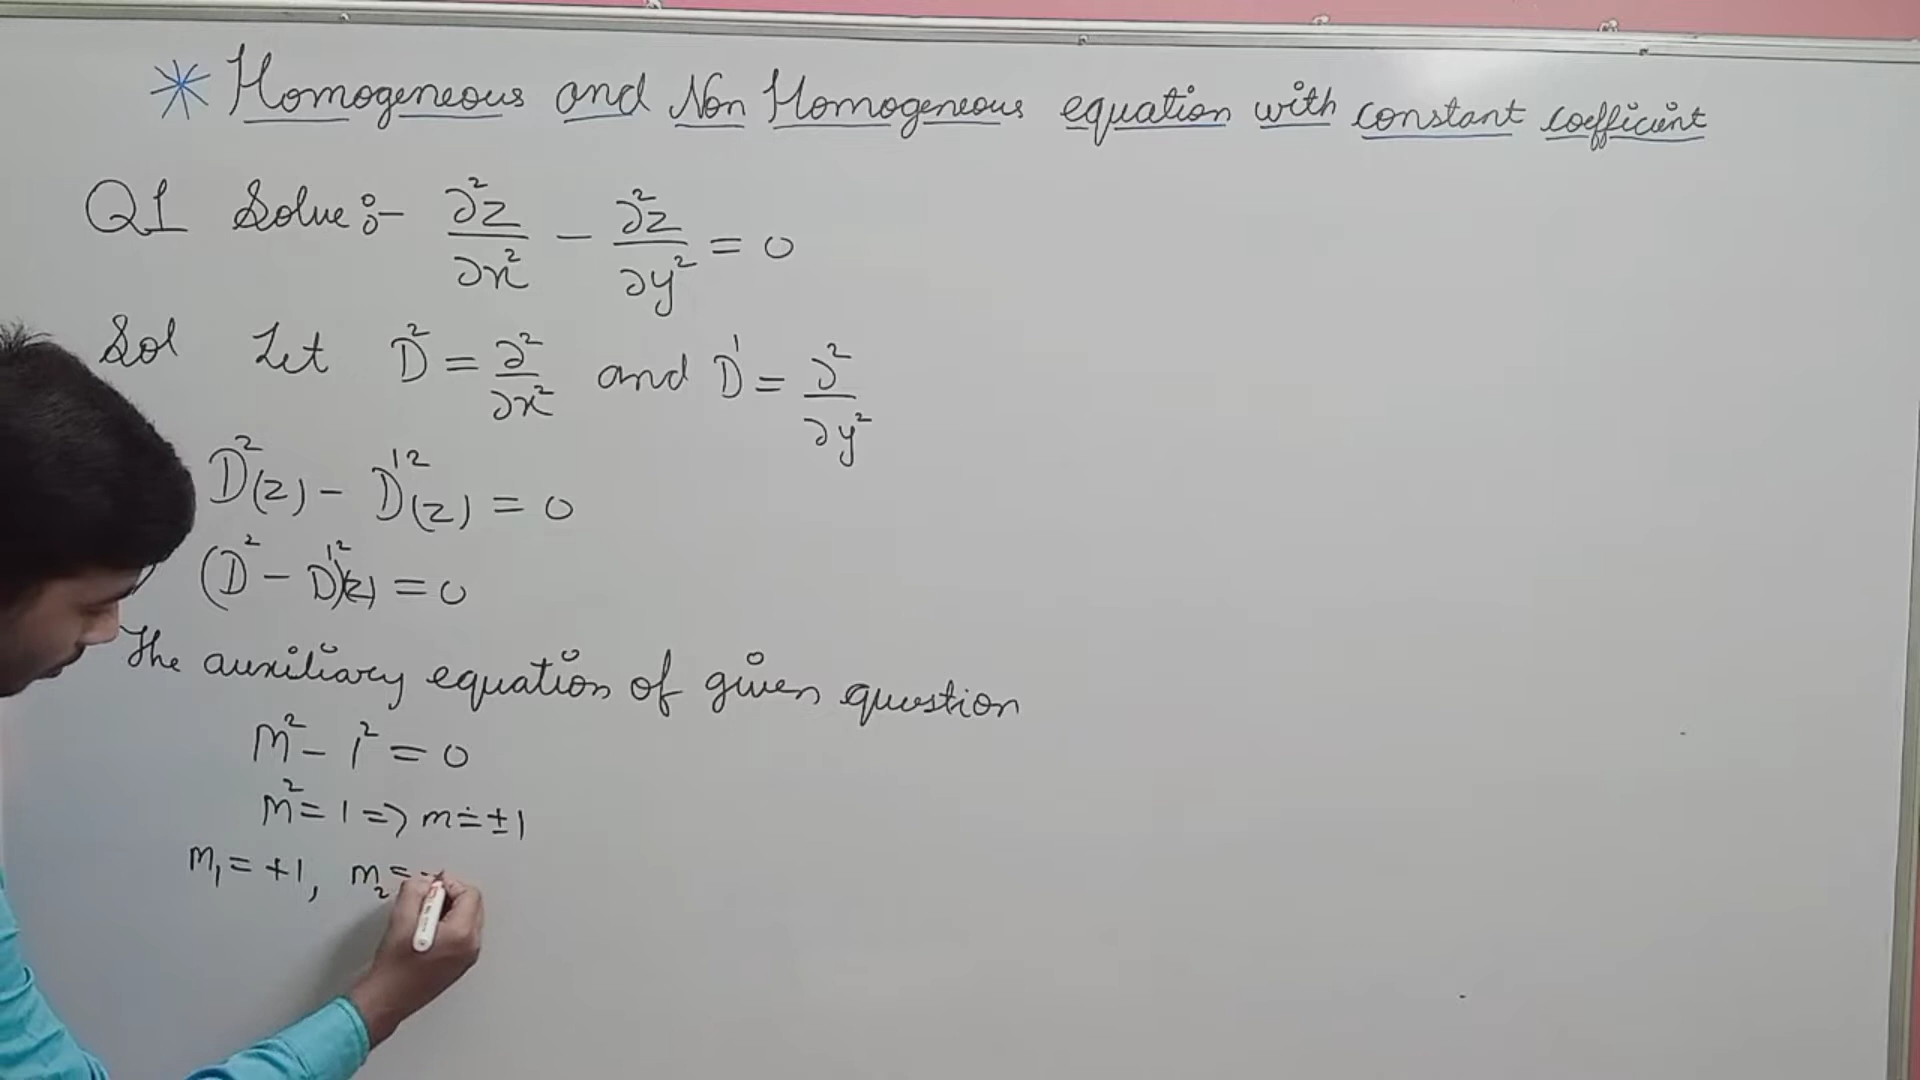 * Homogeneous and Non Homogeneous equation with constant coefficient
Q1 Solve :- ∂²z/∂x² - ∂²z/∂y² = 0
Sol Let D² = ∂²/∂x² and D' = ∂²/∂y²
D²(z) - D'²(z) = 0
(D² - D'²)(z) = 0
The auxiliary equation of given question
m² - 1² = 0
m² = 1 => m = ±1
m₁ = +1, m₂ = -